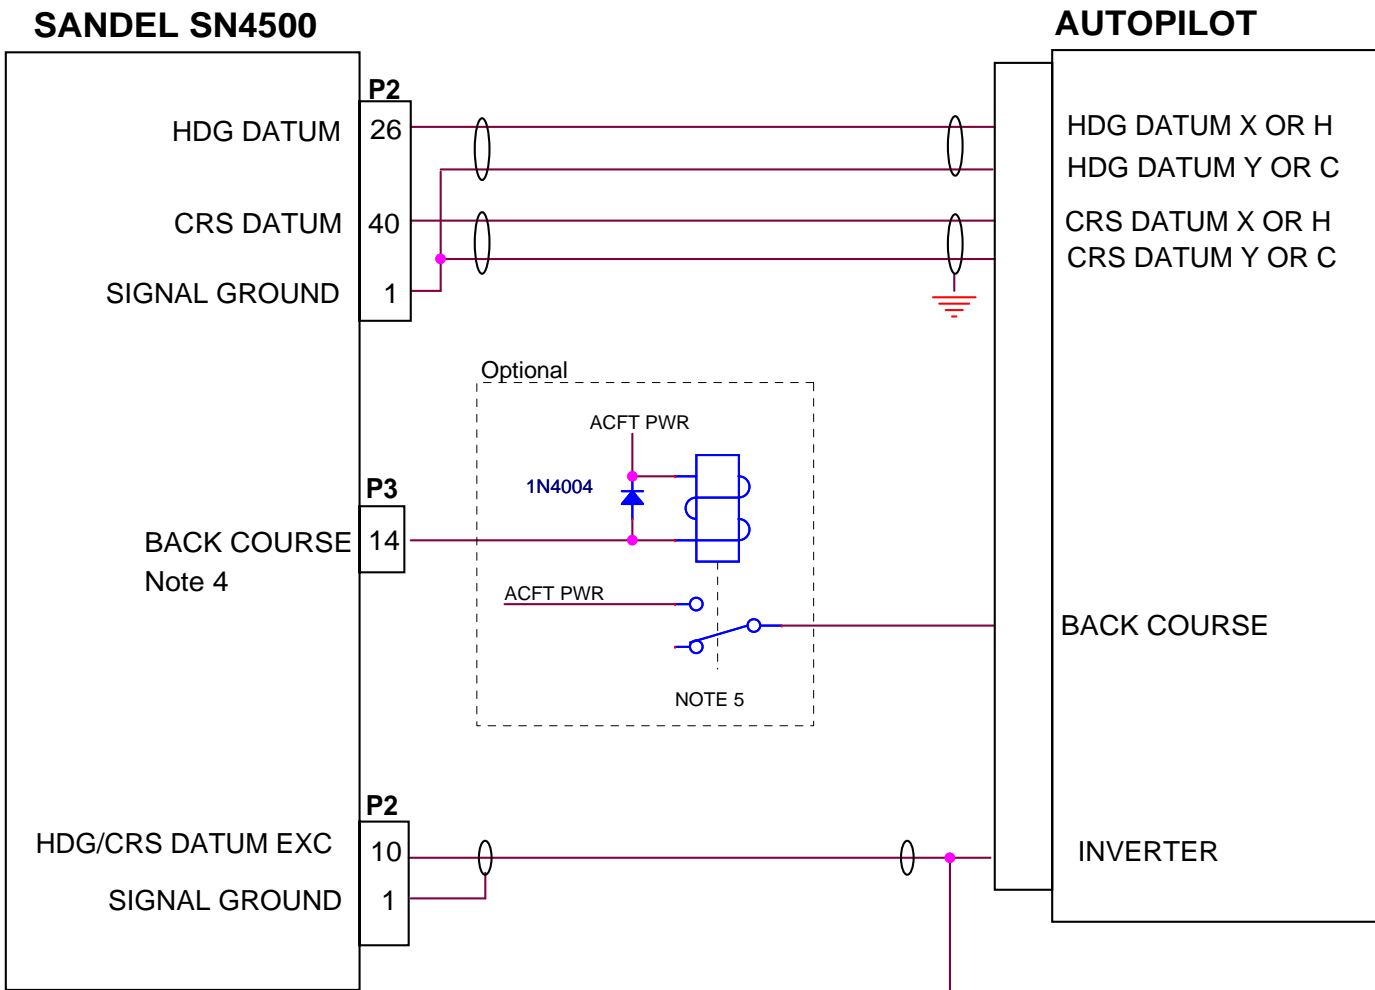 SANDEL SN4500
AUTOPILOT
P2
HDG DATUM 26
HDG DATUM X OR H
HDG DATUM Y OR C
CRS DATUM 40
CRS DATUM X OR H
CRS DATUM Y OR C
SIGNAL GROUND 1
Optional
ACFT PWR
1N4004
P3
BACK COURSE 14
Note 4
ACFT PWR
BACK COURSE
NOTE 5
P2
HDG/CRS DATUM EXC 10
INVERTER
SIGNAL GROUND 1